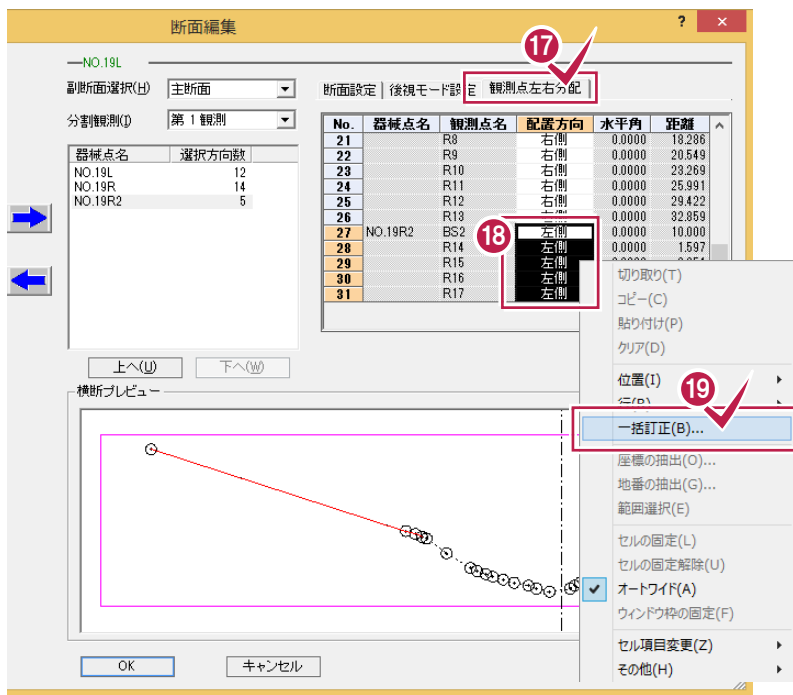 断面編集
? ×
NO.19L
副断面選択(H) 主断面
分割観測(I) 第1観測
器械点名 選択方向数
NO.19L 12
NO.19R 14
NO.19R2 5
上へ(U) 下へ(W)
⑰
断面設定 後視モード設定 観測点左右分配
No. 器械点名 観測点名 配置方向 水平角 距離
21 R8 右側 0.0000 18.286
22 R9 右側 0.0000 20.549
23 R10 右側 0.0000 23.269
24 R11 右側 0.0000 25.991
25 R12 右側 0.0000 29.422
26 R13 右側 0.0000 32.859
27 NO.19R2 BS2 左側 0.0000 10.000
28 R14 左側 0.0000 1.597
29 R15 左側
30 R16 左側
31 R17 左側
⑱
切り取り(T)
コピー(C)
貼り付け(P)
クリア(D)
位置(I)
行(R)
⑲
一括訂正(B)...
座標の抽出(O)...
地番の抽出(G)...
範囲選択(E)
セルの固定(L)
セルの固定解除(U)
オートワイド(A)
ウィンドウ枠の固定(F)
セル項目変更(Z)
その他(H)
横断プレビュー
OK キャンセル